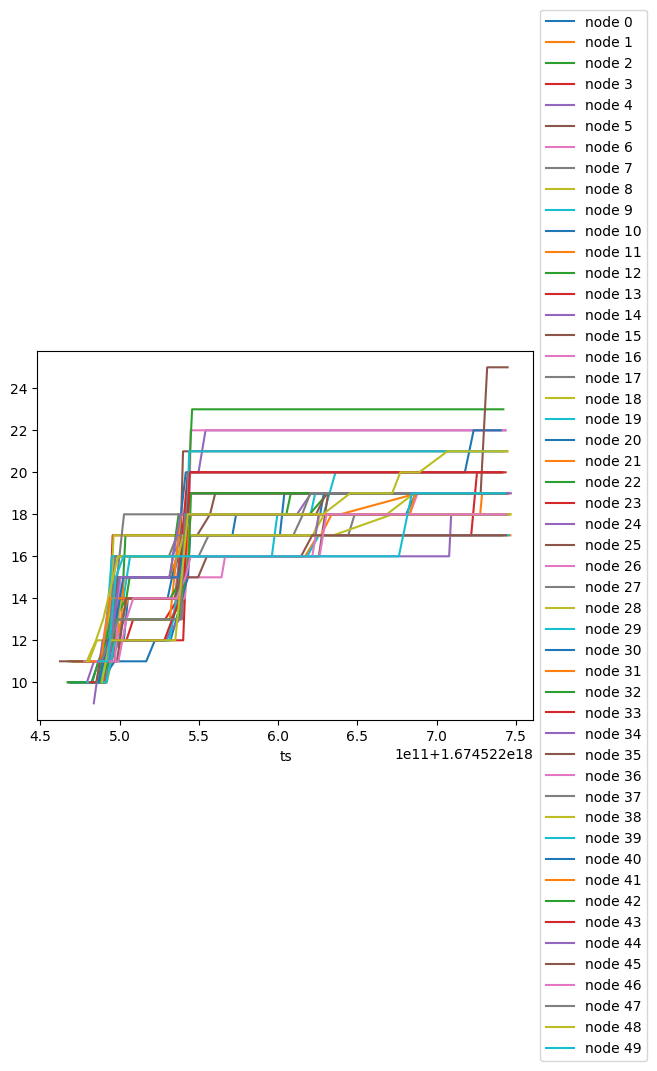 24
22
20
18
16
14
12
10
4.5 5.0 5.5 6.0 6.5 7.0 7.5
ts
1e11+1.674522e18
node 0
node 1
node 2
node 3
node 4
node 5
node 6
node 7
node 8
node 9
node 10
node 11
node 12
node 13
node 14
node 15
node 16
node 17
node 18
node 19
node 20
node 21
node 22
node 23
node 24
node 25
node 26
node 27
node 28
node 29
node 30
node 31
node 32
node 33
node 34
node 35
node 36
node 37
node 38
node 39
node 40
node 41
node 42
node 43
node 44
node 45
node 46
node 47
node 48
node 49